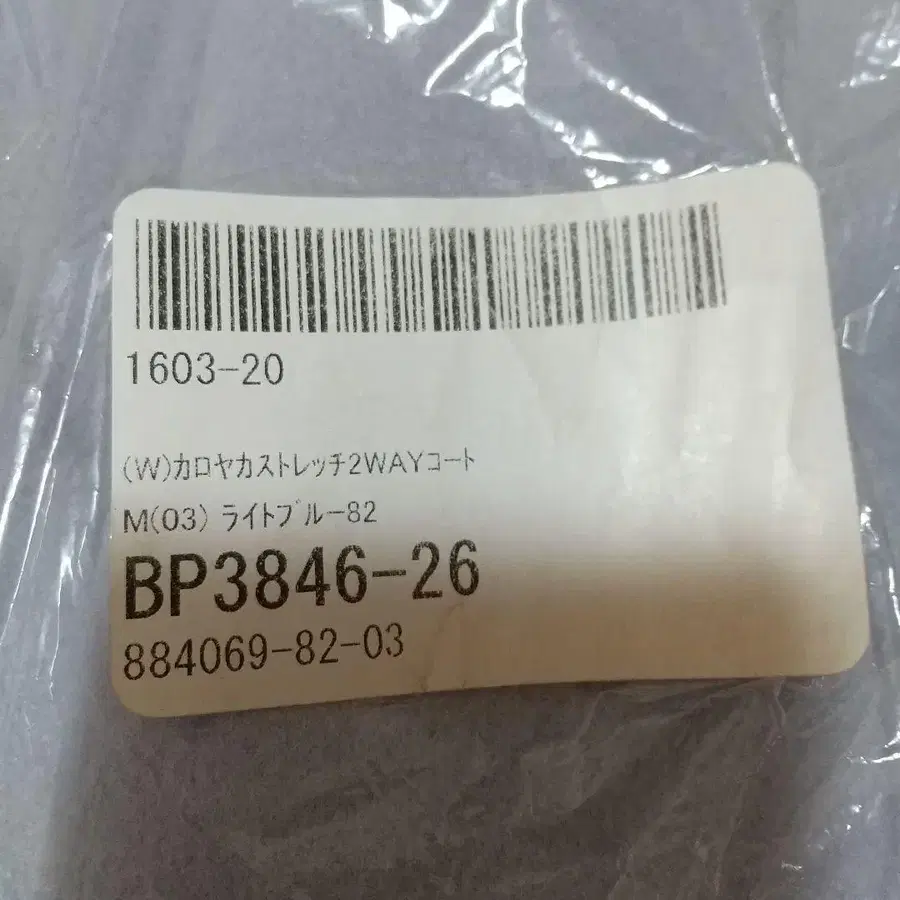 1603-20
(W)カロヤカストレッチ2WAYコート
M(03) ライトブルー82
BP3846-26
884069-82-03